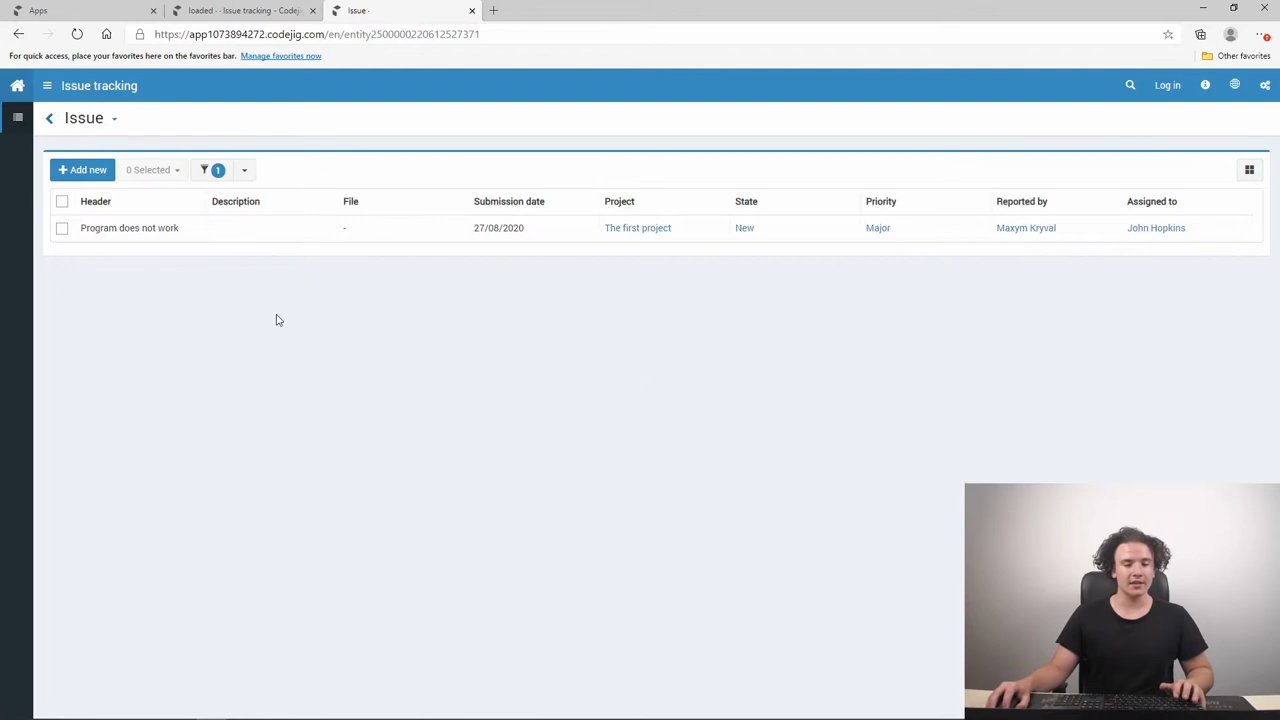 Apps
loaded - - Issue tracking - Codeji
Issue -
https://app1073894272.codejig.com/en/entity2500000220612527371
For quick access, place your favorites here on the favorites bar. Manage favorites now
Other favorites
Issue tracking
Log in
Issue
Add new
0 Selected
1
Header Description File Submission date Project State Priority Reported by Assigned to
Program does not work - 27/08/2020 The first project New Major Maxym Kryval John Hopkins